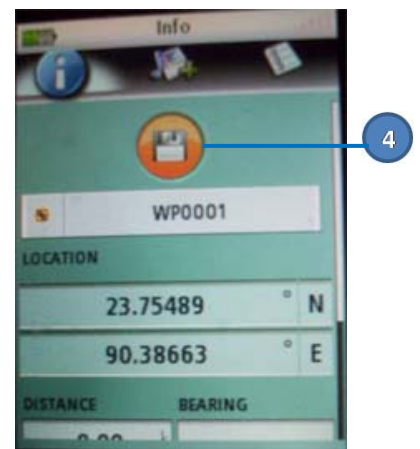 Info
4
WP0001
LOCATION
23.75489 ° N
90.38663 ° E
DISTANCE BEARING